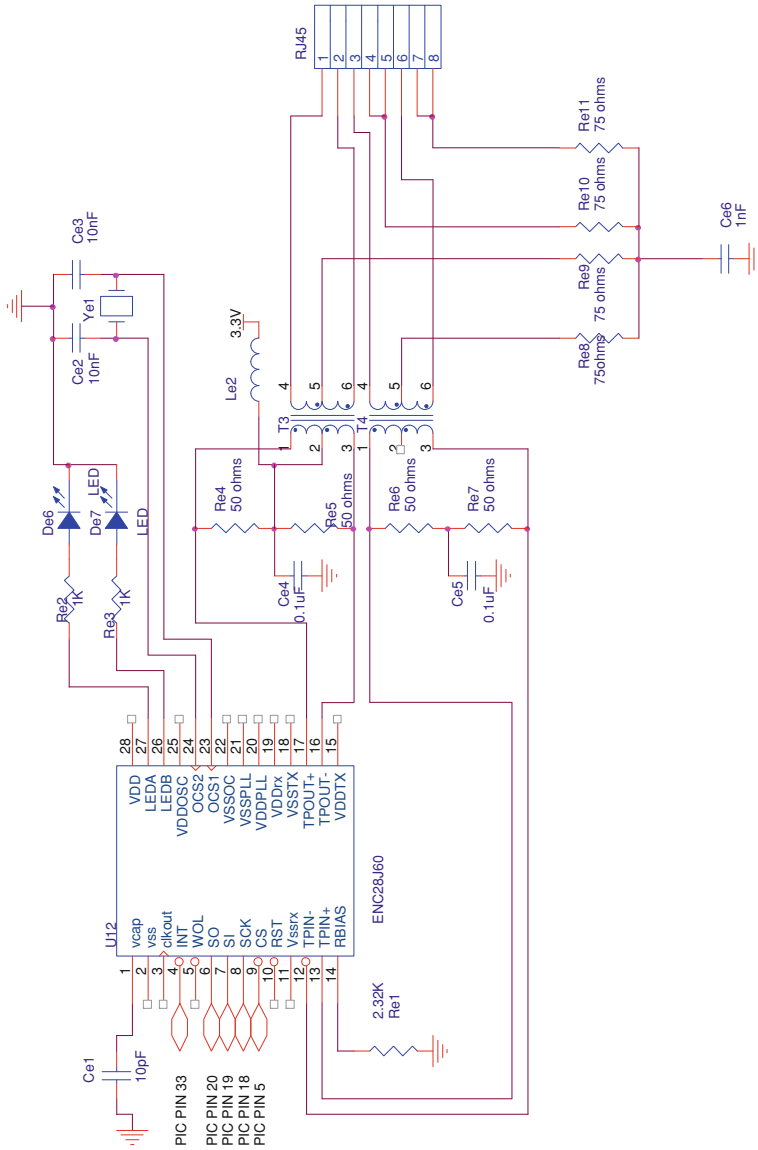 RJ45
1
2
3
4
5
6
7
8
Re11
75 ohms
Re10
75 ohms
Re9
75 ohms
Re8
75ohms
Ce6
1nF
Ce3
10nF
Ye1
Ce2
10nF
3.3V
Le2
T3
1
2
3
4
5
6
T4
1
2
3
4
5
6
De6
LED
De7
LED
Re2
1K
Re3
1K
Re4
50 ohms
Re5
50 ohms
Re6
50 ohms
Re7
50 ohms
Ce4
0.1uF
Ce5
0.1uF
U12
ENC28J60
28 VDD
27 LEDA
26 LEDB
25 VDDOSC
24 OCS2
23 OCS1
22 VSSOC
21 VSSPLL
20 VDDPLL
19 VDDrx
18 VSSTX
17 TPOUT+
16 TPOUT-
15 VDDTX
1 vcap
2 vss
3 clkout
4 INT
5 WOL
6 SO
7 SI
8 SCK
9 CS
10 RST
11 Vssrx
12 TPIN-
13 TPIN+
14 RBIAS
Ce1
10pF
PIC PIN 33
PIC PIN 20
PIC PIN 19
PIC PIN 18
PIC PIN 5
2.32K
Re1